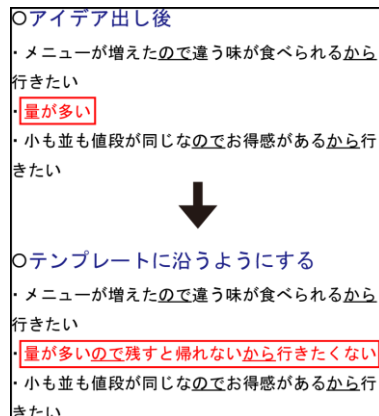 ○アイデア出し後
・メニューが増えたので違う味が食べられるから
行きたい
・量が多い
・小も並も値段が同じなのでお得感があるから行
きたい
○テンプレートに沿うようにする
・メニューが増えたので違う味が食べられるから
行きたい
・量が多いので残すと帰れないから行きたくない
・小も並も値段が同じなのでお得感があるから行
きたい